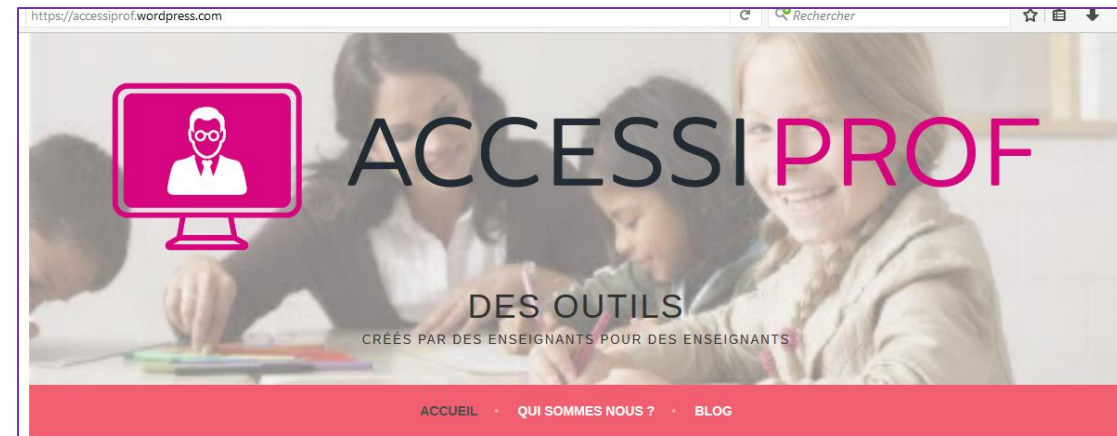 https://accessiprof.wordpress.com
Rechercher
ACCESSIPROF
DES OUTILS
CRÉÉS PAR DES ENSEIGNANTS POUR DES ENSEIGNANTS
ACCUEIL • QUI SOMMES NOUS ? • BLOG